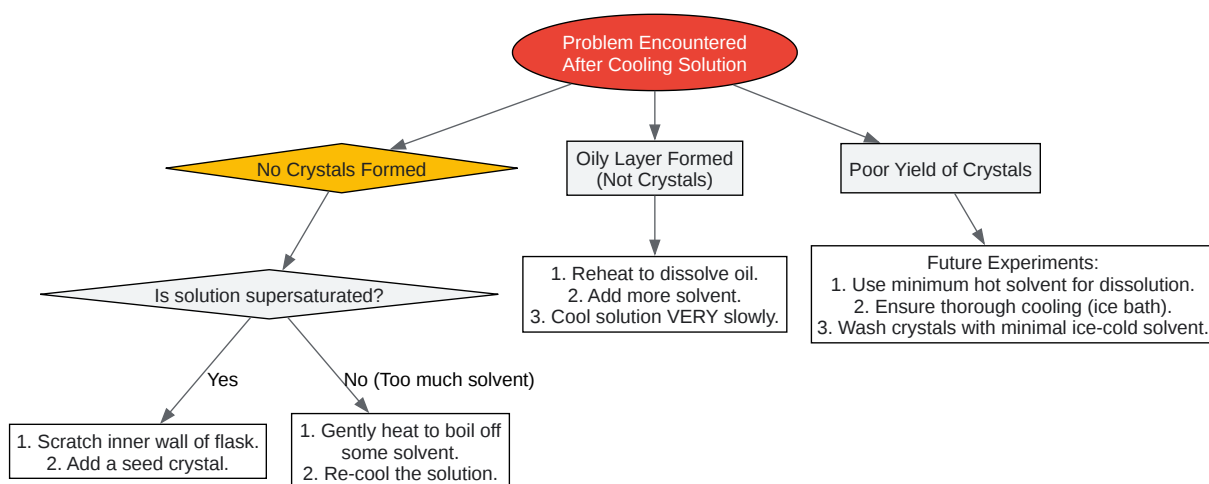 Problem Encountered
After Cooling Solution
No Crystals Formed
Oily Layer Formed
(Not Crystals)
Poor Yield of Crystals
Is solution supersaturated?
1. Reheat to dissolve oil.
2. Add more solvent.
3. Cool solution VERY slowly.
Future Experiments:
1. Use minimum hot solvent for dissolution.
2. Ensure thorough cooling (ice bath).
3. Wash crystals with minimal ice-cold solvent.
Yes
No (Too much solvent)
1. Scratch inner wall of flask.
2. Add a seed crystal.
1. Gently heat to boil off
some solvent.
2. Re-cool the solution.